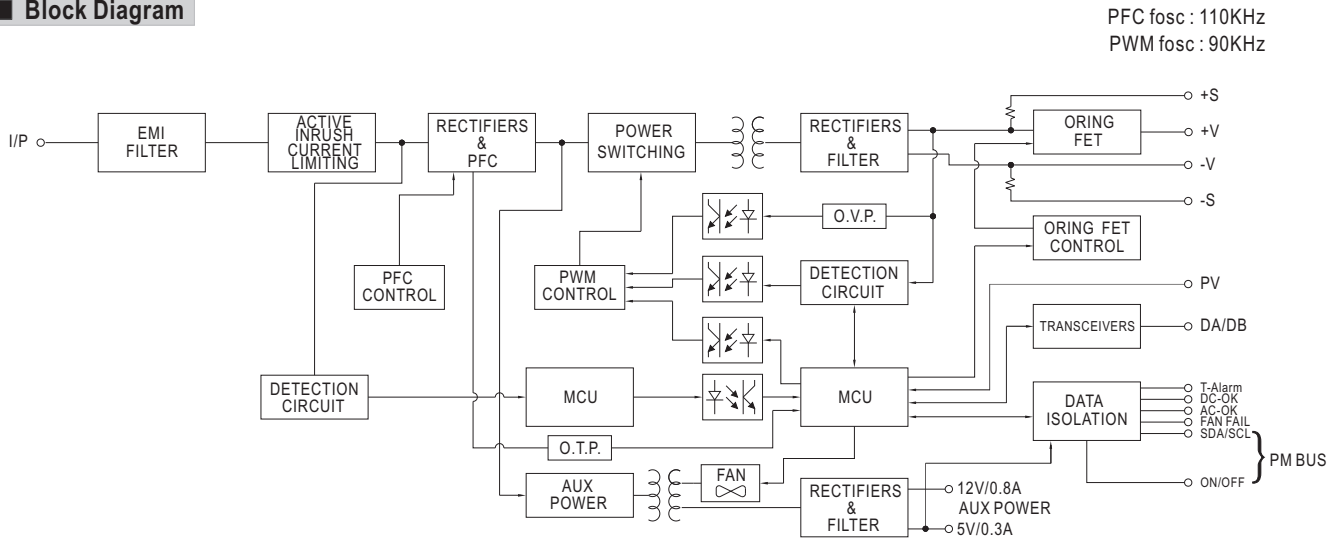 ■ Block Diagram
PFC fosc : 110KHz
PWM fosc : 90KHz
I/P
EMI
FILTER
ACTIVE
INRUSH
CURRENT
LIMITING
RECTIFIERS
&
PFC
POWER
SWITCHING
RECTIFIERS
&
FILTER
ORING
FET
+S
+V
-V
-S
O.V.P.
ORING FET
CONTROL
PFC
CONTROL
PWM
CONTROL
DETECTION
CIRCUIT
PV
TRANSCEIVERS
DA/DB
DETECTION
CIRCUIT
MCU
MCU
DATA
ISOLATION
T-Alarm
DC-OK
AC-OK
FAN FAIL
SDA/SCL
PM BUS
ON/OFF
O.T.P.
AUX
POWER
FAN
RECTIFIERS
&
FILTER
12V/0.8A
AUX POWER
5V/0.3A